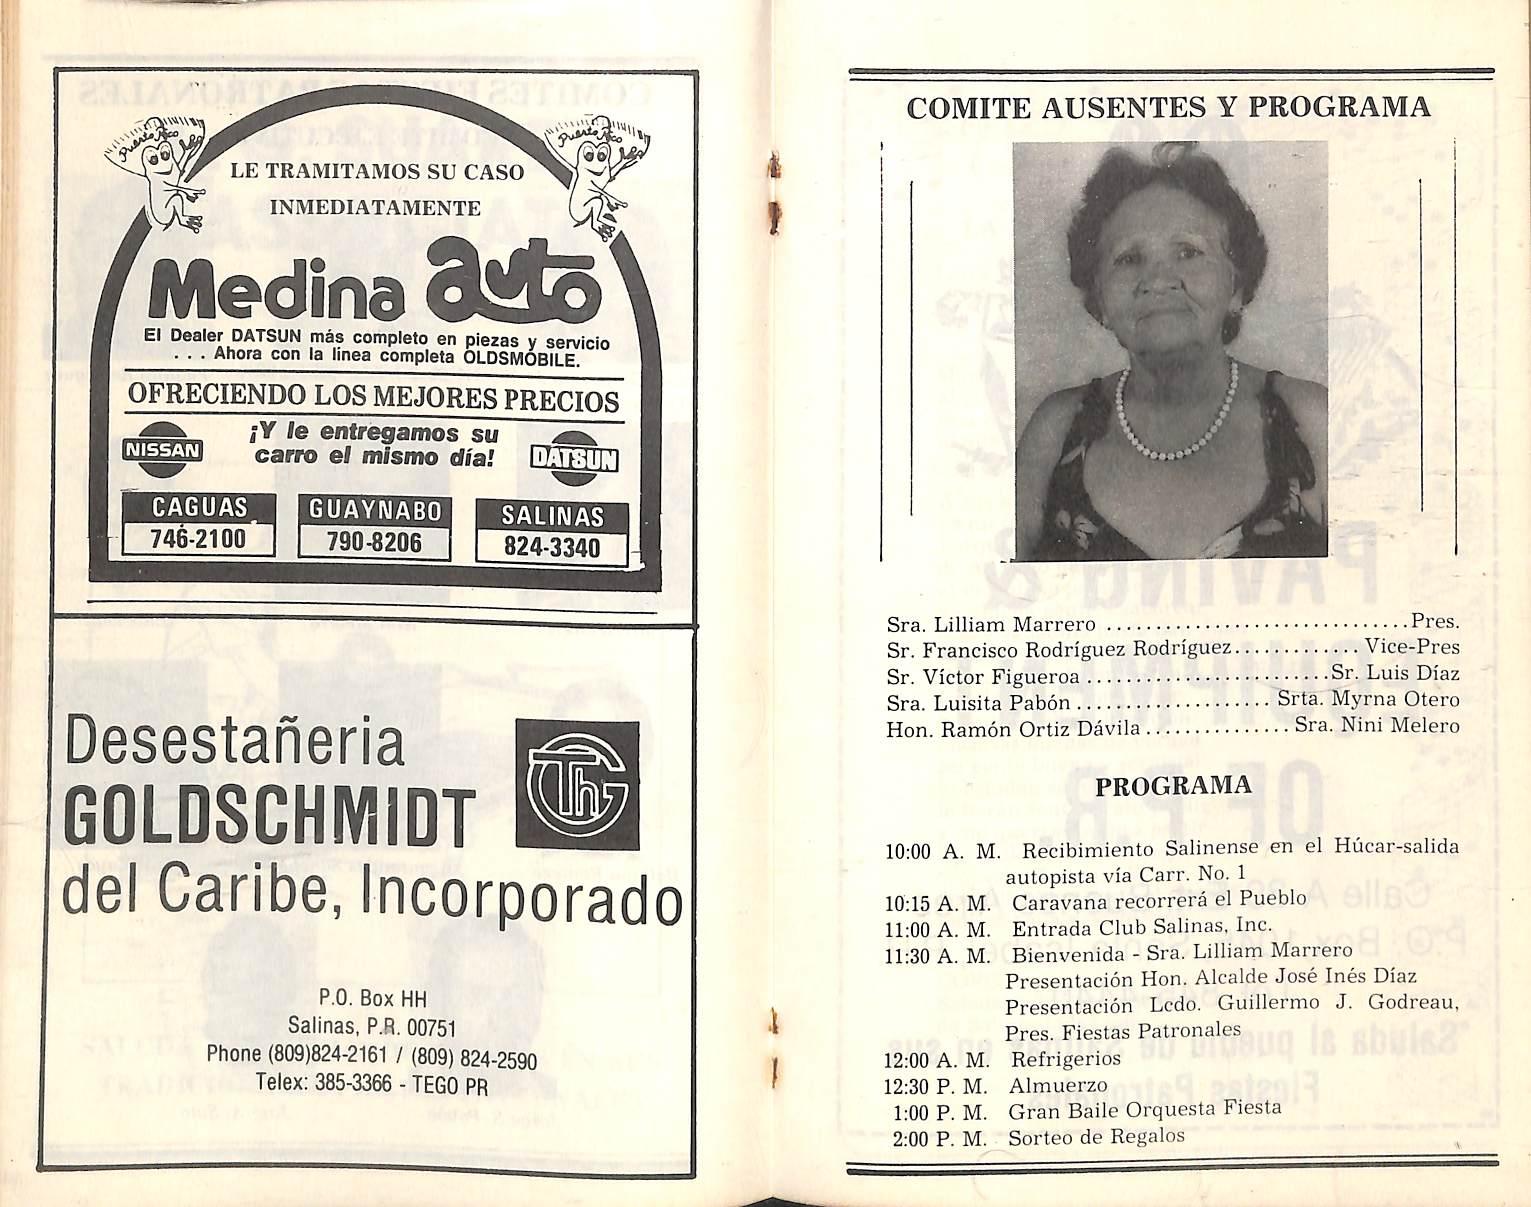 Puerto Rico
Puerto Rico
LE TRAMITAMOS SU CASO
INMEDIATAMENTE
Medina auto
El Dealer DATSUN más completo en piezas y servicio
. . . Ahora con la línea completa OLDSMOBILE.
OFRECIENDO LOS MEJORES PRECIOS
NISSAN
¡Y le entregamos su
carro el mismo día!
DATSUN
CAGUAS
746-2100
GUAYNABO
790-8206
SALINAS
824-3340
Desestañeria
GOLDSCHMIDT
del Caribe, Incorporado
ThG
P.O. Box HH
Salinas, P.R. 00751
Phone (809)824-2161 / (809) 824-2590
Telex: 385-3366 - TEGO PR
COMITE AUSENTES Y PROGRAMA
Sra. Lilliam Marrero ..............................Pres.
Sr. Francisco Rodríguez Rodríguez............. Vice-Pres
Sr. Víctor Figueroa ........................Sr. Luis Díaz
Sra. Luisita Pabón ................... Srta. Myrna Otero
Hon. Ramón Ortiz Dávila............... Sra. Nini Melero
PROGRAMA
10:00 A. M. Recibimiento Salinense en el Húcar-salida
autopista vía Carr. No. 1
10:15 A. M. Caravana recorrerá el Pueblo
11:00 A. M. Entrada Club Salinas, Inc.
11:30 A. M. Bienvenida - Sra. Lilliam Marrero
Presentación Hon. Alcalde José Inés Díaz
Presentación Lcdo. Guillermo J. Godreau,
Pres. Fiestas Patronales
12:00 A. M. Refrigerios
12:30 P. M. Almuerzo
1:00 P. M. Gran Baile Orquesta Fiesta
2:00 P. M. Sorteo de Regalos